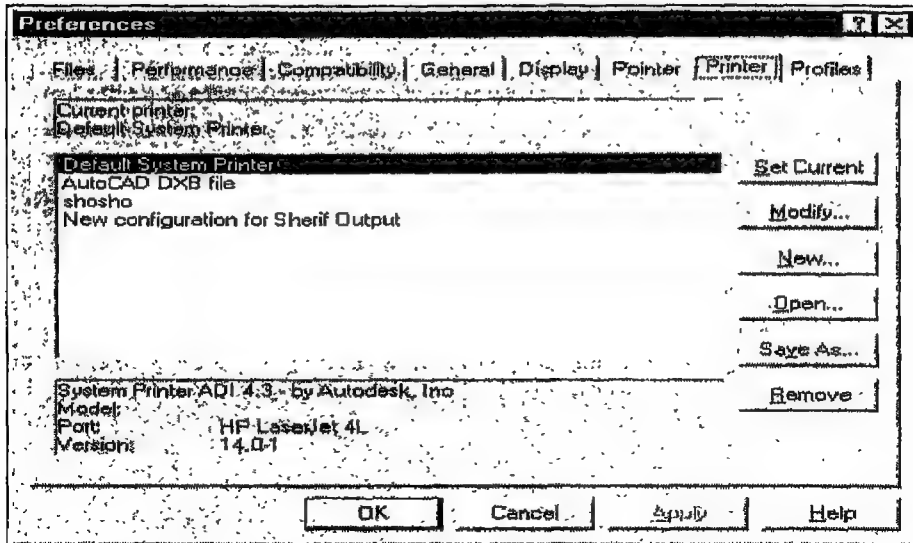 Preferences
Files Performance Compatibility General Display Pointer Printer Profiles
Current printer:
Default System Printer
Default System Printer
AutoCAD DXB file
shosho
New configuration for Sherif Output
Set Current
Modify...
New...
Open...
Save As...
Remove
System Printer ADI 4.3 - by Autodesk, Inc
Model:
Port: HP LaserJet 4L
Version: 14.0-1
OK Cancel Apply Help